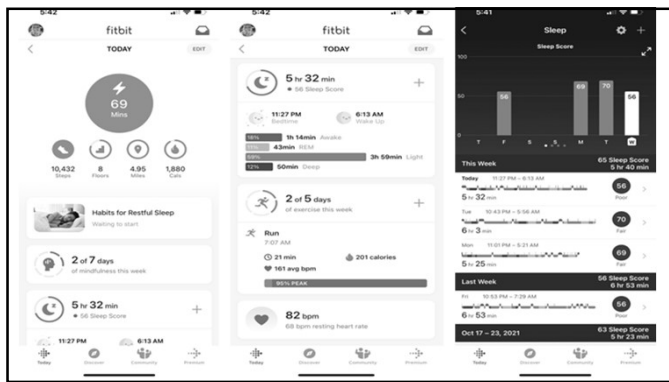 5:42
fitbit
TODAY
EDIT
69
Mins
10,432
Steps
8
Floors
4.95
Miles
1,880
Cals
Habits for Restful Sleep
Waiting to start
2 of 7 days
of mindfulness this week
5 hr 32 min
56 Sleep Score
11:27 PM
6:13 AM
Today
Discover
Community
Premium
5:42
fitbit
TODAY
EDIT
5 hr 32 min
56 Sleep Score
11:27 PM
Bedtime
6:13 AM
Wake Up
16% 1h 14min Awake
43min REM
3h 59min Light
12% 50min Deep
2 of 5 days
of exercise this week
Run
7:07 AM
21 min
201 calories
161 avg bpm
85% PEAK
82 bpm
68 bpm resting heart rate
Today
Discover
Community
Premium
5:41
Sleep
Sleep Score
100
50
0
56
69
70
56
T F S S M T W
This Week
65 Sleep Score
5 hr 40 min
Today 11:27 PM – 6:13 AM
5 hr 32 min
56
Poor
Tue 10:43 PM – 5:56 AM
6 hr 3 min
70
Fair
Mon 11:01 PM – 5:21 AM
5 hr 25 min
69
Fair
Last Week
56 Sleep Score
6 hr 53 min
Fri 10:53 PM – 7:29 AM
6 hr 53 min
56
Poor
Oct 17 – 23, 2021
63 Sleep Score
5 hr 23 min
Today
Discover
Community
Premium